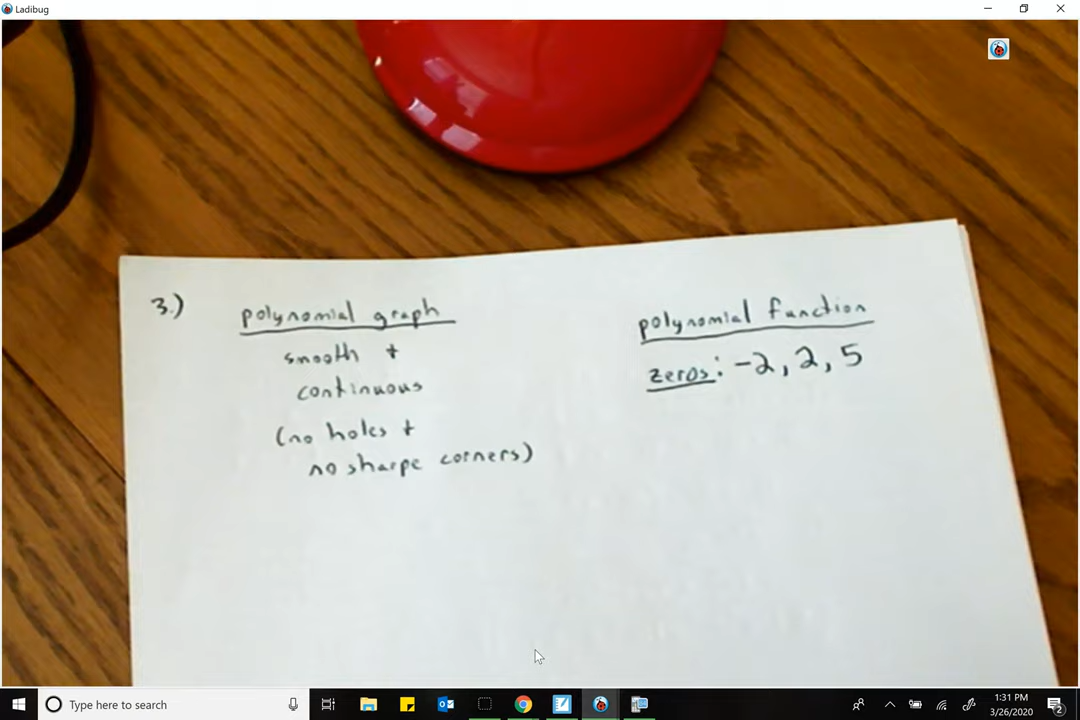 Ladibug
3.)
polynomial graph
smooth +
continuous
(no holes +
no sharpe corners)
polynomial function
zeros: -2, 2, 5
Type here to search
1:31 PM
3/26/2020
2